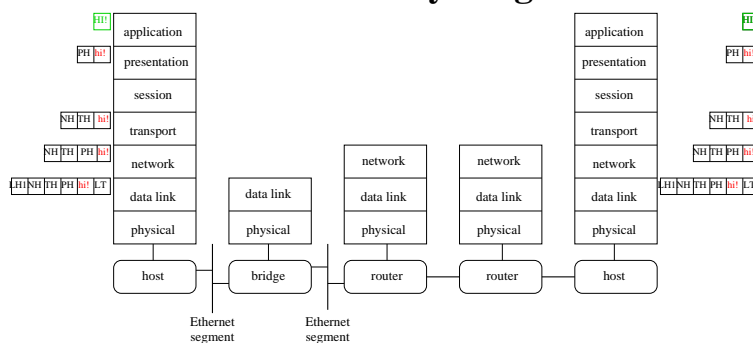 HI!
application
application
HI
PH hi!
presentation
presentation
PH hi!
session
session
NH TH hi!
transport
transport
NH TH hi
NH TH PH hi!
network
network
network
network
NH TH PH hi!
LH1 NH TH PH hi! LT
data link
data link
data link
data link
data link
LH1 NH TH PH hi! LT
physical
physical
physical
physical
physical
host
bridge
router
router
host
Ethernet
segment
Ethernet
segment